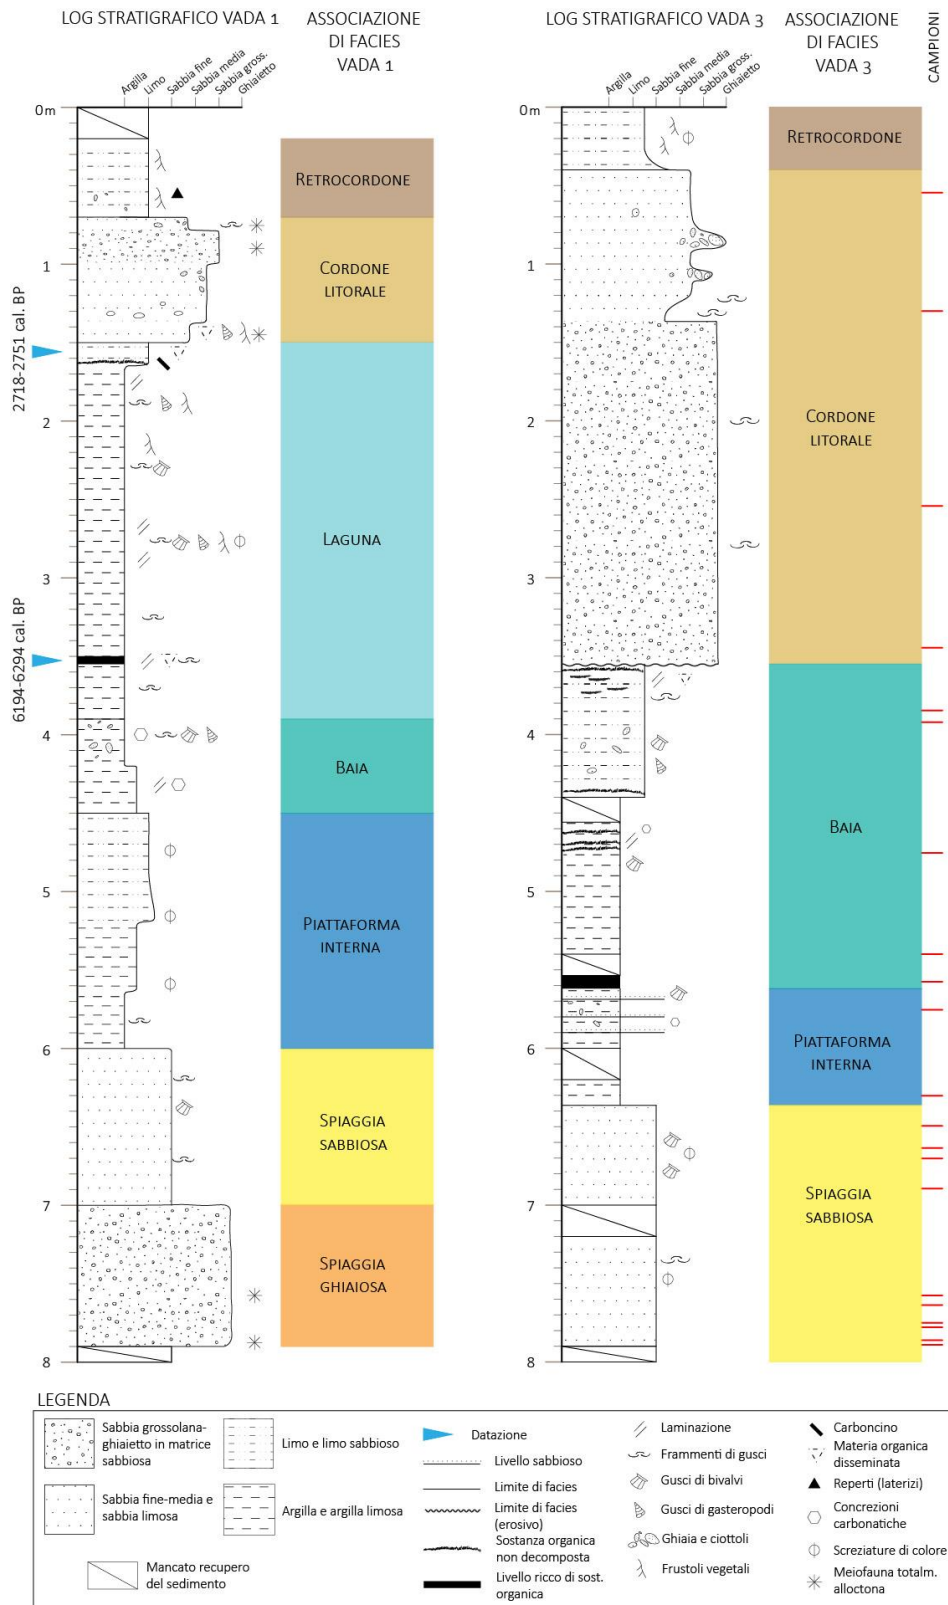 LOG STRATIGRAFICO VADA 1
ASSOCIAZIONE
DI FACIES
VADA 1
LOG STRATIGRAFICO VADA 3
ASSOCIAZIONE
DI FACIES
VADA 3
CAMPIONI
Argilla
Limo
Sabbia fine
Sabbia media
Sabbia gross.
Ghiaietto
Argilla
Limo
Sabbia fine
Sabbia media
Sabbia gross.
Ghiaietto
0m
1
2
3
4
5
6
7
8
2718-2751 cal. BP
6194-6294 cal. BP
RETROCORDONE
CORDONE
LITORALE
LAGUNA
BAIA
PIATTAFORMA
INTERNA
SPIAGGIA
SABBIOSA
SPIAGGIA
GHIAIOSA
0m
1
2
3
4
5
6
7
8
RETROCORDONE
CORDONE
LITORALE
BAIA
PIATTAFORMA
INTERNA
SPIAGGIA
SABBIOSA
LEGENDA
Sabbia grossolana-
ghiaietto in matrice
sabbiosa
Limo e limo sabbioso
Sabbia fine-media e
sabbia limosa
Argilla e argilla limosa
Mancato recupero
del sedimento
Datazione
Livello sabbioso
Limite di facies
Limite di facies
(erosivo)
Sostanza organica
non decomposta
Livello ricco di sost.
organica
Laminazione
Frammenti di gusci
Gusci di bivalvi
Gusci di gasteropodi
Ghiaia e ciottoli
Frustoli vegetali
Carboncino
Materia organica
disseminata
Reperti (laterizi)
Concrezioni
carbonatiche
Screziature di colore
Meiofauna totalm.
alloctona